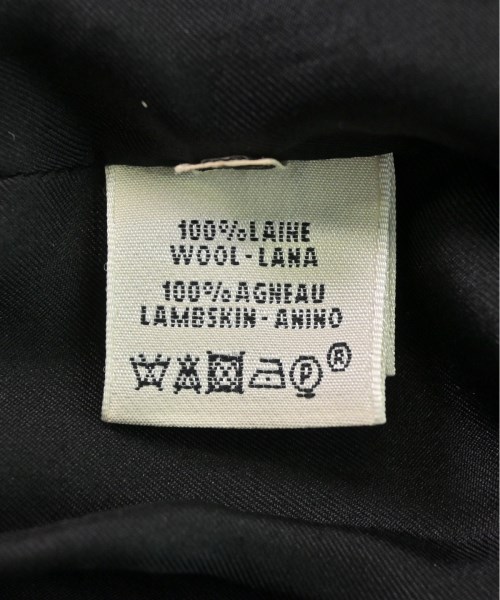 100%LAINE
WOOL-LANA
100%AGNEAU
LAMBSKIN-ANINO
P®